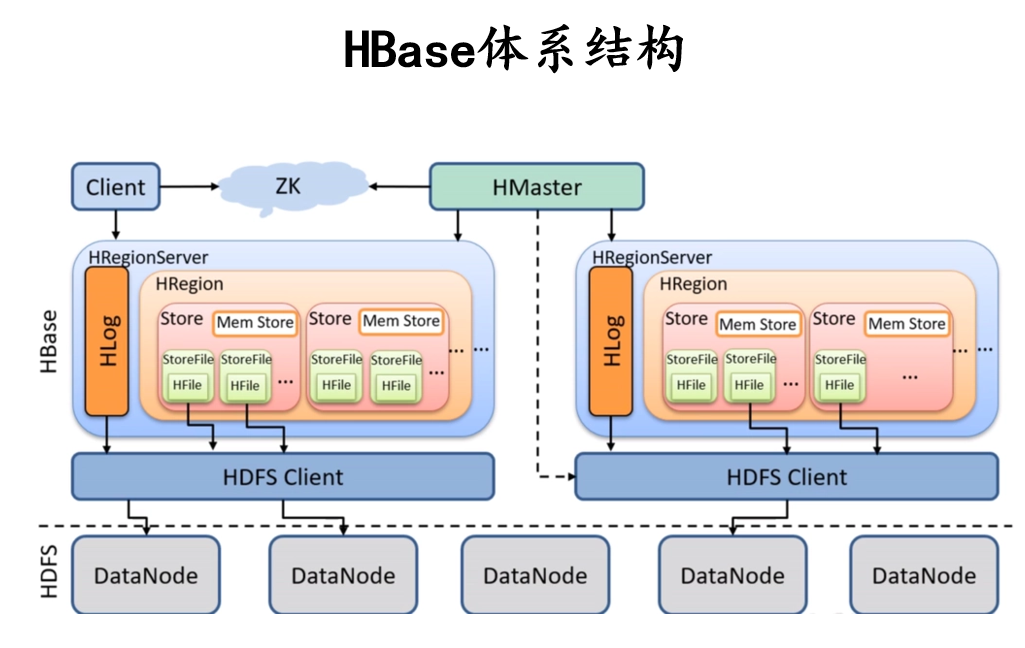 HBase体系结构
Client
ZK
HMaster
HBase
HRegionServer
HLog
HRegion
Store
Mem Store
StoreFile
HFile
StoreFile
HFile
...
Store
Mem Store
StoreFile
HFile
StoreFile
HFile
...
...
...
HRegionServer
HLog
HRegion
Store
Mem Store
StoreFile
HFile
StoreFile
HFile
...
Store
Mem Store
StoreFile
HFile
...
...
...
HDFS Client
HDFS Client
HDFS
DataNode
DataNode
DataNode
DataNode
DataNode